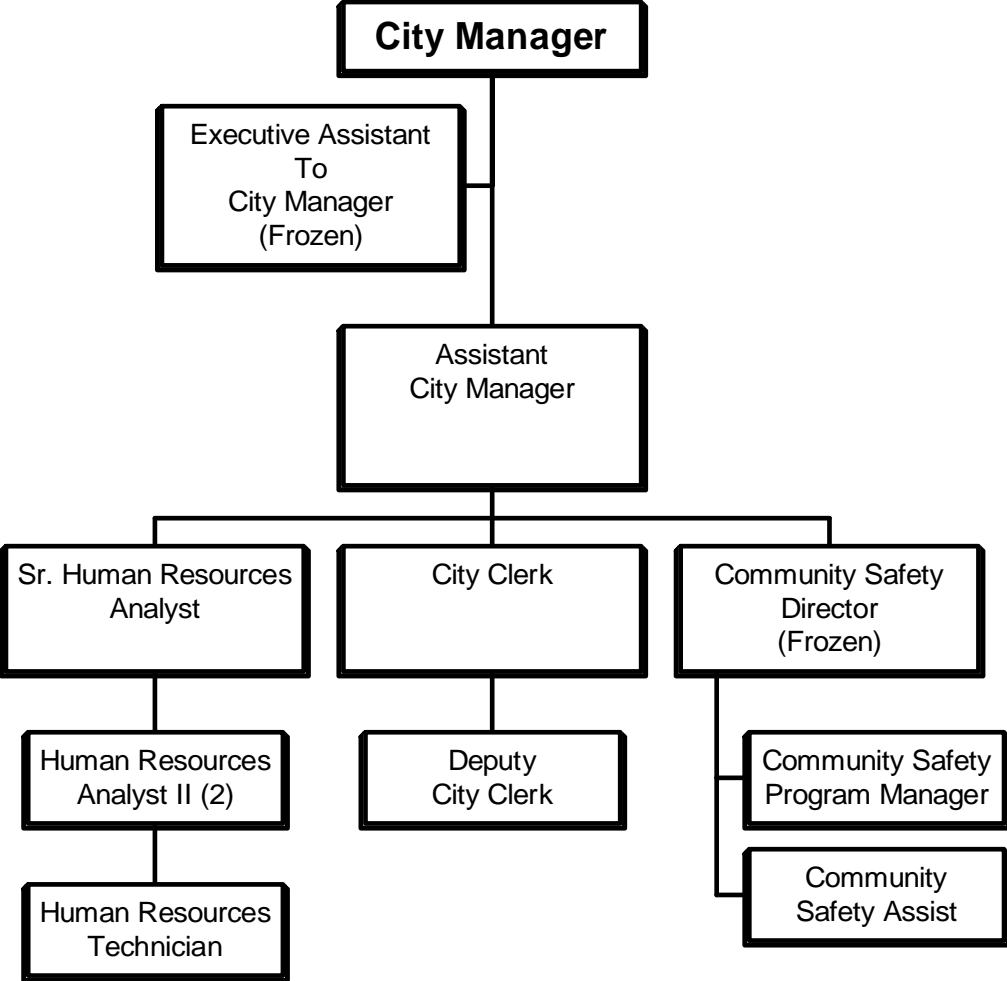 City Manager
Executive Assistant
To
City Manager
(Frozen)
Assistant
City Manager
Sr. Human Resources
Analyst
City Clerk
Community Safety
Director
(Frozen)
Human Resources
Analyst II (2)
Deputy
City Clerk
Community Safety
Program Manager
Human Resources
Technician
Community
Safety Assist